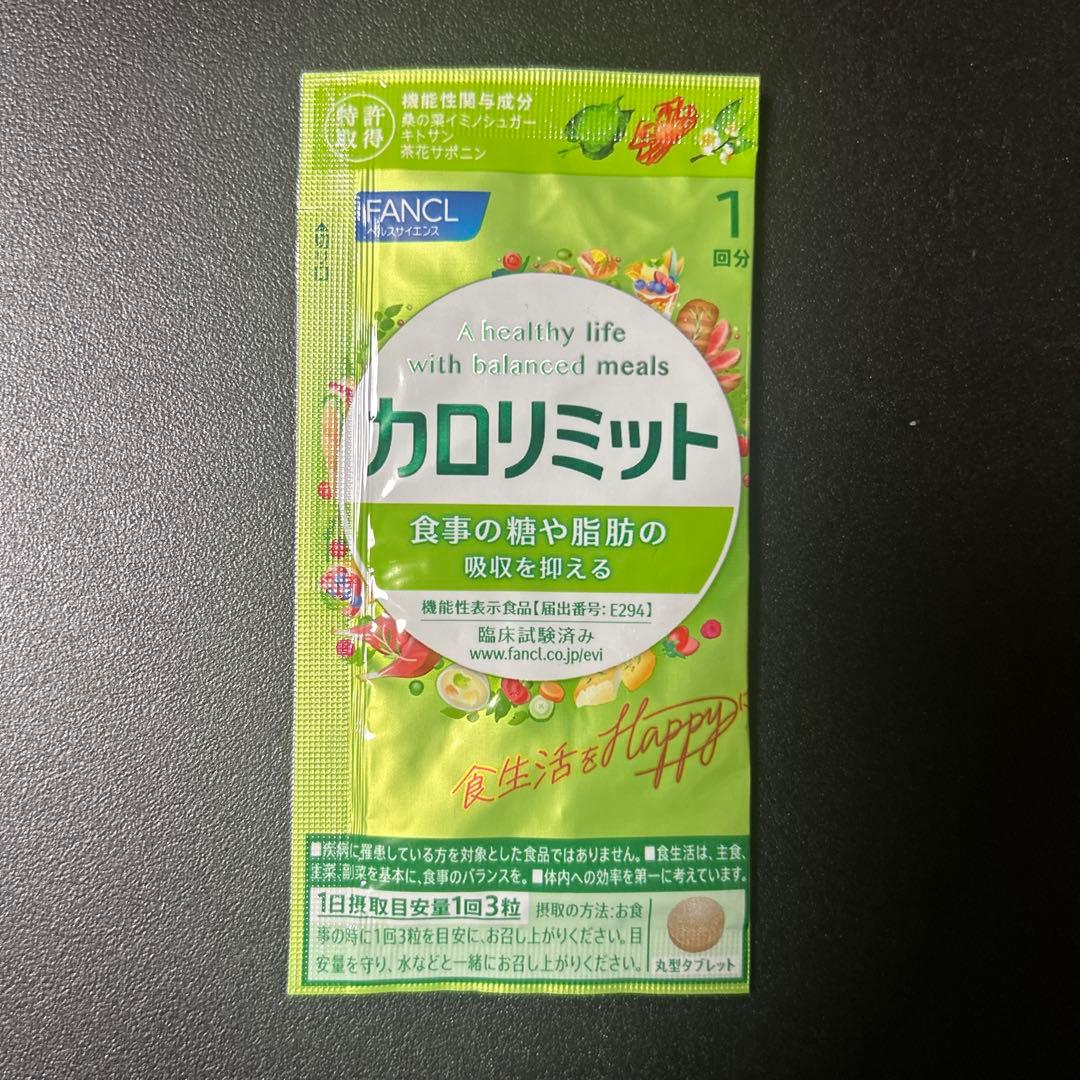 特許
取得
機能性関与成分
桑の葉イミノシュガー
キトサン
茶花サポニン
FANCL
ヘルスサイエンス
1
回分
切り口
A healthy life
with balanced meals
カロリミット
食事の糖や脂肪の
吸収を抑える
機能性表示食品【届出番号:E294】
臨床試験済み
www.fancl.co.jp/evi
食生活をHappyに
■疾病に罹患している方を対象とした食品ではありません。■食生活は、主食、
主菜、副菜を基本に、食事のバランスを。■体内への効率を第一に考えています。
1日摂取目安量1回3粒 摂取の方法:お食
事の時に1回3粒を目安に、お召し上がりください。目
安量を守り、水などと一緒にお召し上がりください。
丸型タブレット